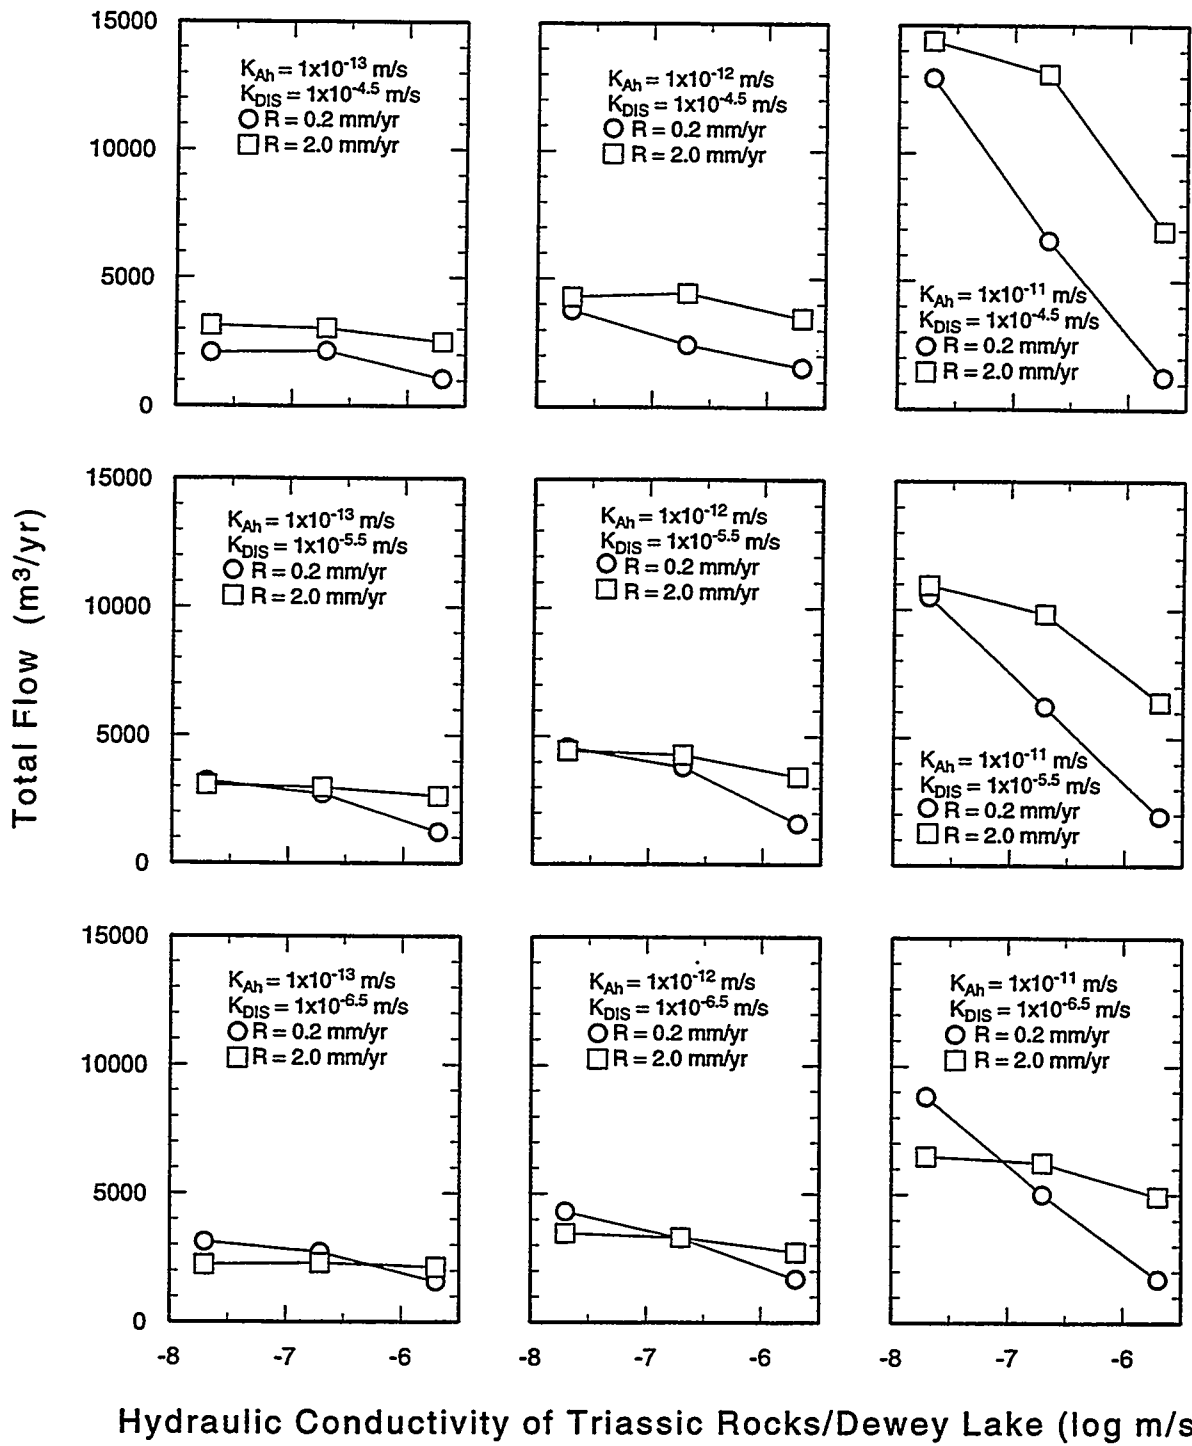 Total Flow (m³/yr)
15000
10000
5000
0
K_Ah = 1x10⁻¹³ m/s
K_DIS = 1x10⁻⁴·⁵ m/s
R = 0.2 mm/yr
R = 2.0 mm/yr
K_Ah = 1x10⁻¹² m/s
K_DIS = 1x10⁻⁴·⁵ m/s
R = 0.2 mm/yr
R = 2.0 mm/yr
K_Ah = 1x10⁻¹¹ m/s
K_DIS = 1x10⁻⁴·⁵ m/s
R = 0.2 mm/yr
R = 2.0 mm/yr
15000
10000
5000
0
K_Ah = 1x10⁻¹³ m/s
K_DIS = 1x10⁻⁵·⁵ m/s
R = 0.2 mm/yr
R = 2.0 mm/yr
K_Ah = 1x10⁻¹² m/s
K_DIS = 1x10⁻⁵·⁵ m/s
R = 0.2 mm/yr
R = 2.0 mm/yr
K_Ah = 1x10⁻¹¹ m/s
K_DIS = 1x10⁻⁵·⁵ m/s
R = 0.2 mm/yr
R = 2.0 mm/yr
15000
10000
5000
0
K_Ah = 1x10⁻¹³ m/s
K_DIS = 1x10⁻⁶·⁵ m/s
R = 0.2 mm/yr
R = 2.0 mm/yr
K_Ah = 1x10⁻¹² m/s
K_DIS = 1x10⁻⁶·⁵ m/s
R = 0.2 mm/yr
R = 2.0 mm/yr
K_Ah = 1x10⁻¹¹ m/s
K_DIS = 1x10⁻⁶·⁵ m/s
R = 0.2 mm/yr
R = 2.0 mm/yr
-8 -7 -6 -8 -7 -6 -8 -7 -6
Hydraulic Conductivity of Triassic Rocks/Dewey Lake (log m/s